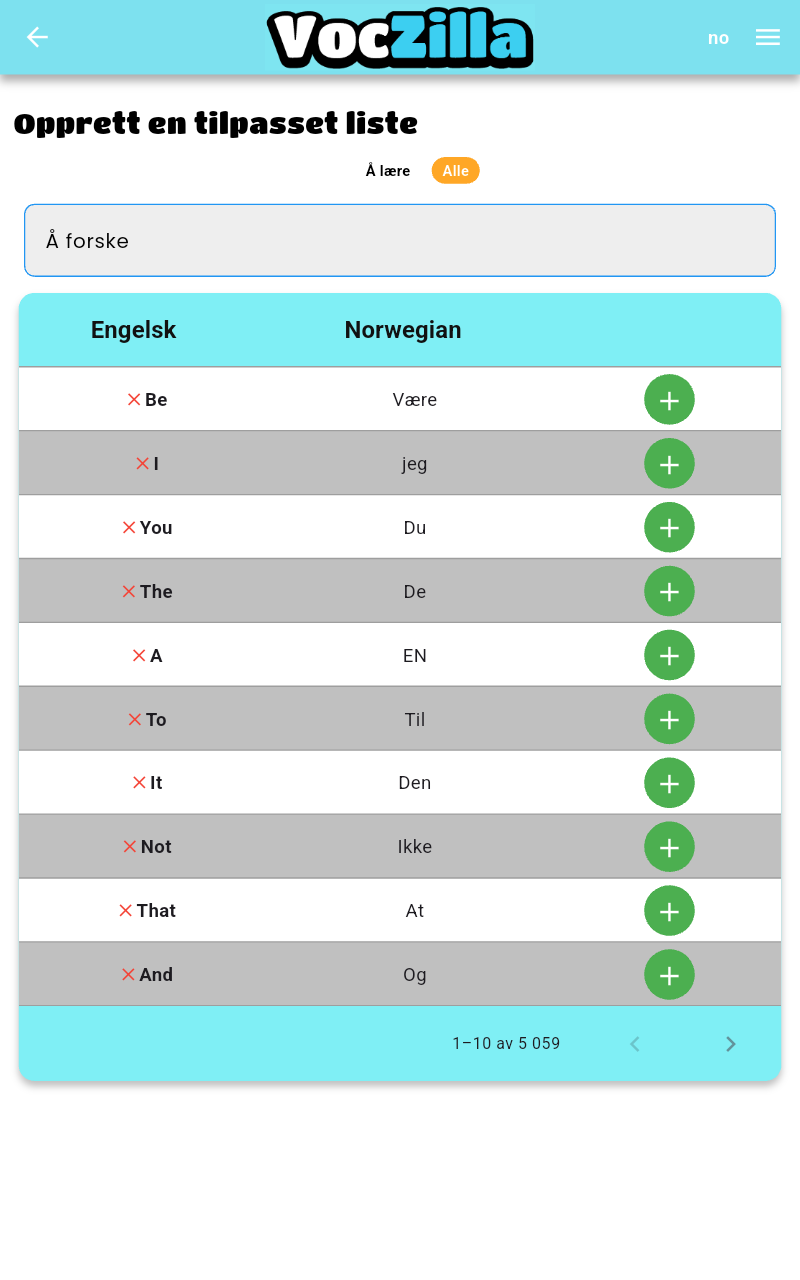 VocZilla
no
Opprett en tilpasset liste
Å lære Alle
Å forske
Engelsk Norwegian
Be Være
I jeg
You Du
The De
A EN
To Til
It Den
Not Ikke
That At
And Og
1–10 av 5 059